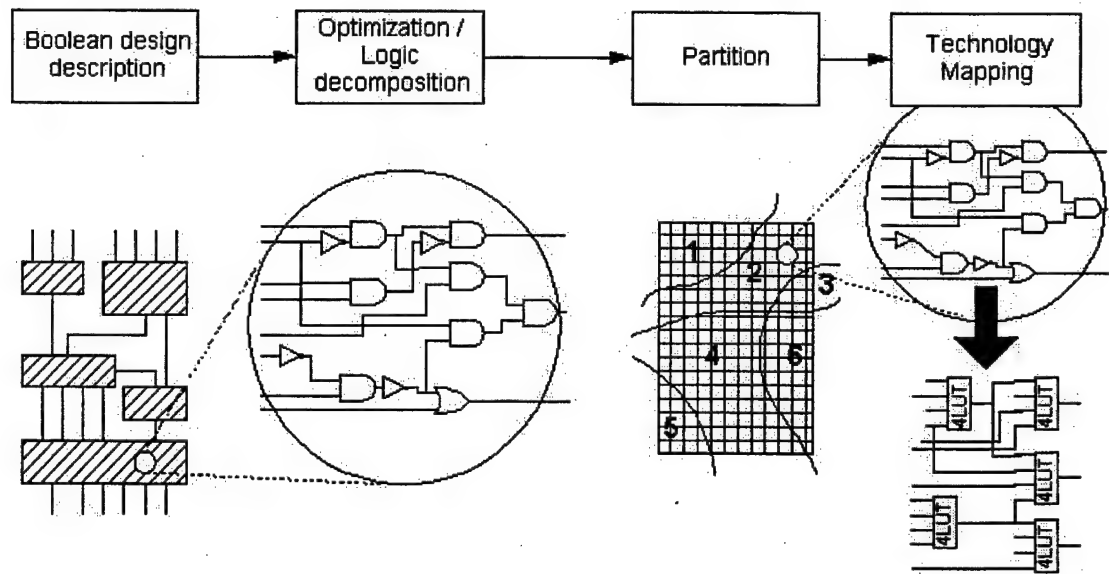 Boolean design
description
Optimization /
Logic
decomposition
Partition
Technology
Mapping
1
2
3
4
6
5
4LUT
4LUT
4LUT
4LUT
4LUT